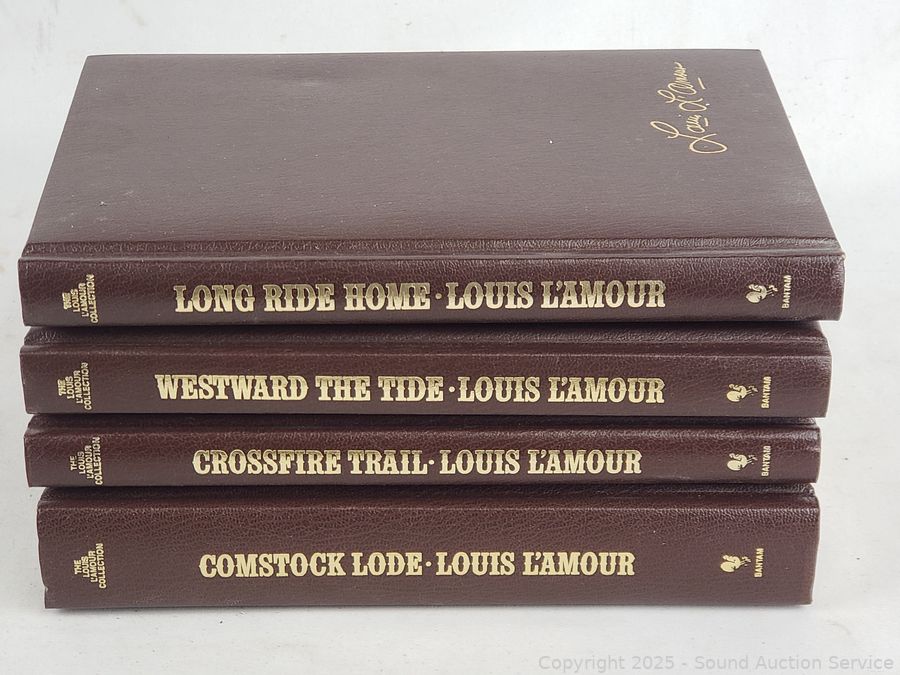 Louis L'Amour
THE
LOUIS
L'AMOUR
COLLECTION
LONG RIDE HOME · LOUIS L'AMOUR
BANTAM
THE
LOUIS
L'AMOUR
COLLECTION
WESTWARD THE TIDE · LOUIS L'AMOUR
BANTAM
THE
LOUIS
L'AMOUR
COLLECTION
CROSSFIRE TRAIL · LOUIS L'AMOUR
BANTAM
THE
LOUIS
L'AMOUR
COLLECTION
COMSTOCK LODE · LOUIS L'AMOUR
BANTAM
Copyright 2025 - Sound Auction Service